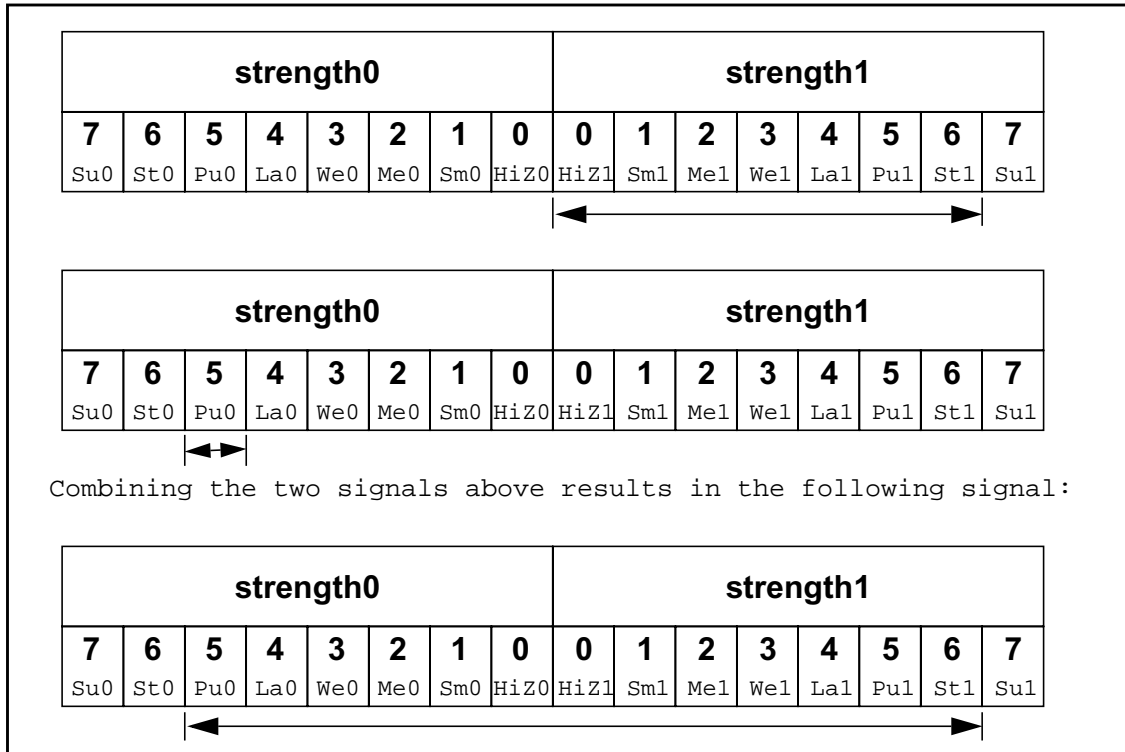 strength0 strength1
7 6 5 4 3 2 1 0 0 1 2 3 4 5 6 7
Su0 St0 Pu0 La0 We0 Me0 Sm0 HiZ0 HiZ1 Sm1 Me1 We1 La1 Pu1 St1 Su1
strength0 strength1
7 6 5 4 3 2 1 0 0 1 2 3 4 5 6 7
Su0 St0 Pu0 La0 We0 Me0 Sm0 HiZ0 HiZ1 Sm1 Me1 We1 La1 Pu1 St1 Su1
Combining the two signals above results in the following signal:
strength0 strength1
7 6 5 4 3 2 1 0 0 1 2 3 4 5 6 7
Su0 St0 Pu0 La0 We0 Me0 Sm0 HiZ0 HiZ1 Sm1 Me1 We1 La1 Pu1 St1 Su1